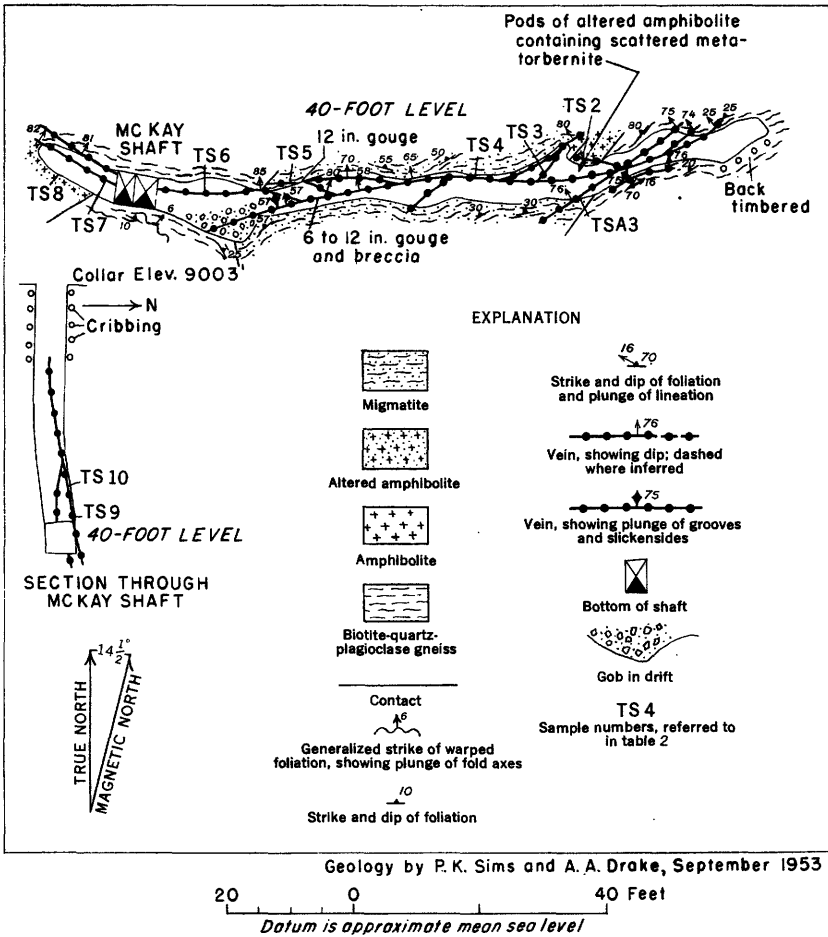 Pods of altered amphibolite
containing scattered meta-
torbernite
40-FOOT LEVEL
MC KAY
SHAFT
12 in. gouge
TS6
TS5
TS4
TS3
TS2
TS8
TS7
TSA3
Back
timbered
6 to 12 in. gouge
and breccia
82
81
85
70
55
65
50
80
80
75
74
25
25
57
57
57
80
68
76
76
16
70
70
30
30
10
6
25
Collar Elev. 9003
N
Cribbing
TS 10
TS9
40-FOOT LEVEL
SECTION THROUGH
MCKAY SHAFT
14 1/2°
TRUE NORTH
MAGNETIC NORTH
EXPLANATION
Migmatite
Altered amphibolite
Amphibolite
Biotite-quartz-
plagioclase gneiss
Contact
6
Generalized strike of warped
foliation, showing plunge of fold axes
10
Strike and dip of foliation
16 70
Strike and dip of foliation
and plunge of lineation
76
Vein, showing dip; dashed
where inferred
75
Vein, showing plunge of grooves
and slickensides
Bottom of shaft
Gob in drift
TS 4
Sample numbers, referred to
in table 2
Geology by P. K. Sims and A. A. Drake, September 1953
20 0 40 Feet
Datum is approximate mean sea level